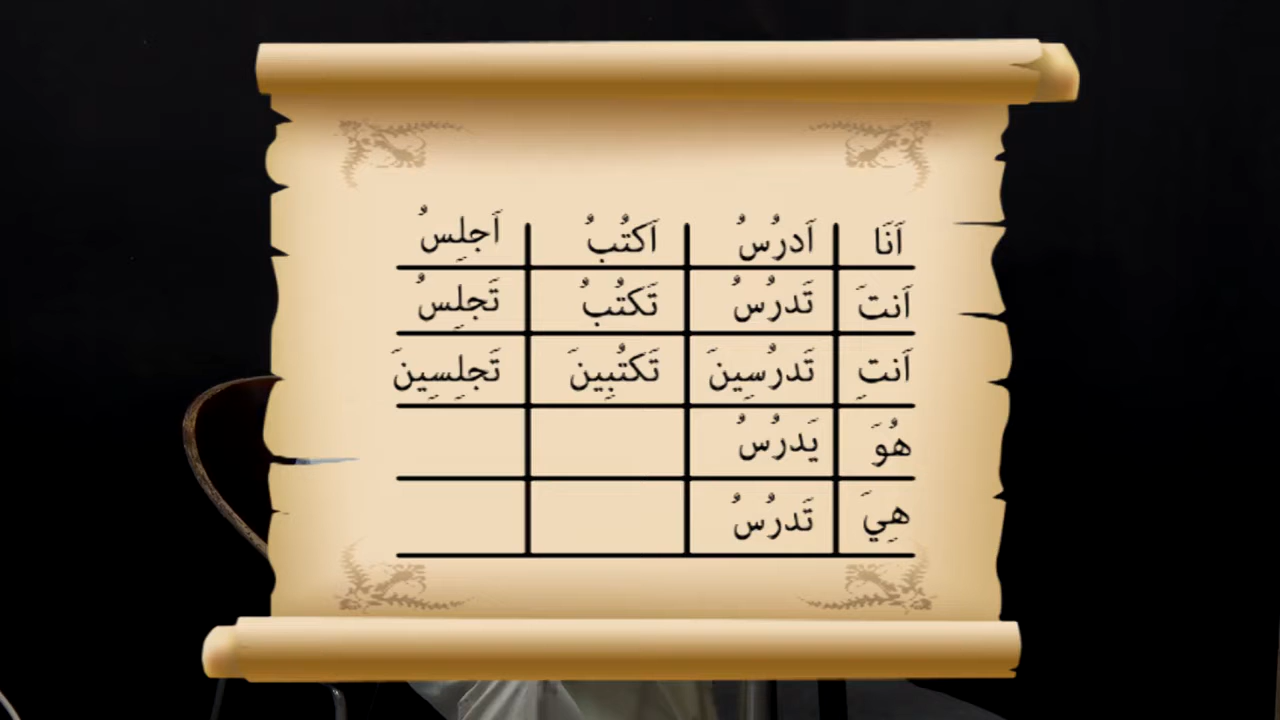 اَنَا اَدرُسُ اَكتُبُ اَجلِسُ
اَنتَ تَدرُسُ تَكتُبُ تَجلِسُ
اَنتِ تَدرُسِينَ تَكتُبِينَ تَجلِسِينَ
هُوَ يَدرُسُ
هِيَ تَدرُسُ